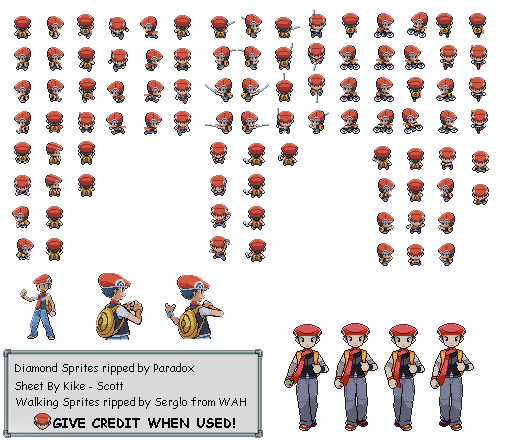 Diamond Sprites ripped by Paradox
Sheet By Kike - Scott
Walking Sprites ripped by Serglo from WAH
GIVE CREDIT WHEN USED!